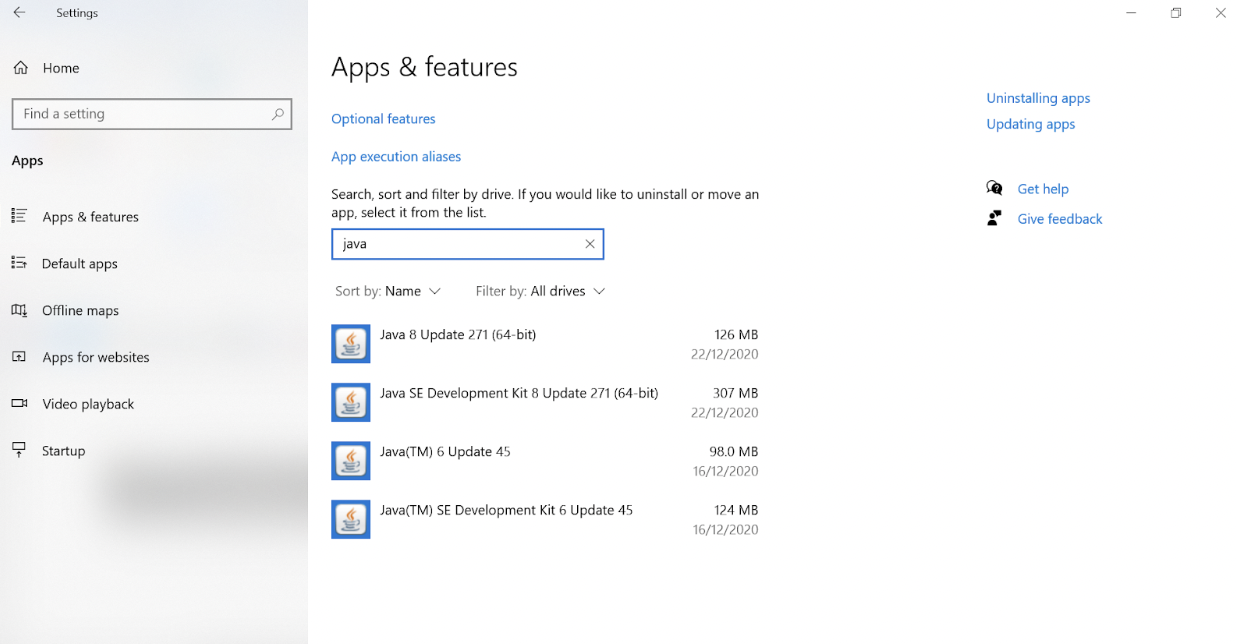 Settings
Home
Find a setting
Apps
Apps & features
Default apps
Offline maps
Apps for websites
Video playback
Startup
Apps & features
Optional features
App execution aliases
Search, sort and filter by drive. If you would like to uninstall or move an
app, select it from the list.
java
Sort by: Name
Filter by: All drives
Java 8 Update 271 (64-bit)
126 MB
22/12/2020
Java SE Development Kit 8 Update 271 (64-bit)
307 MB
22/12/2020
Java(TM) 6 Update 45
98.0 MB
16/12/2020
Java(TM) SE Development Kit 6 Update 45
124 MB
16/12/2020
Uninstalling apps
Updating apps
Get help
Give feedback